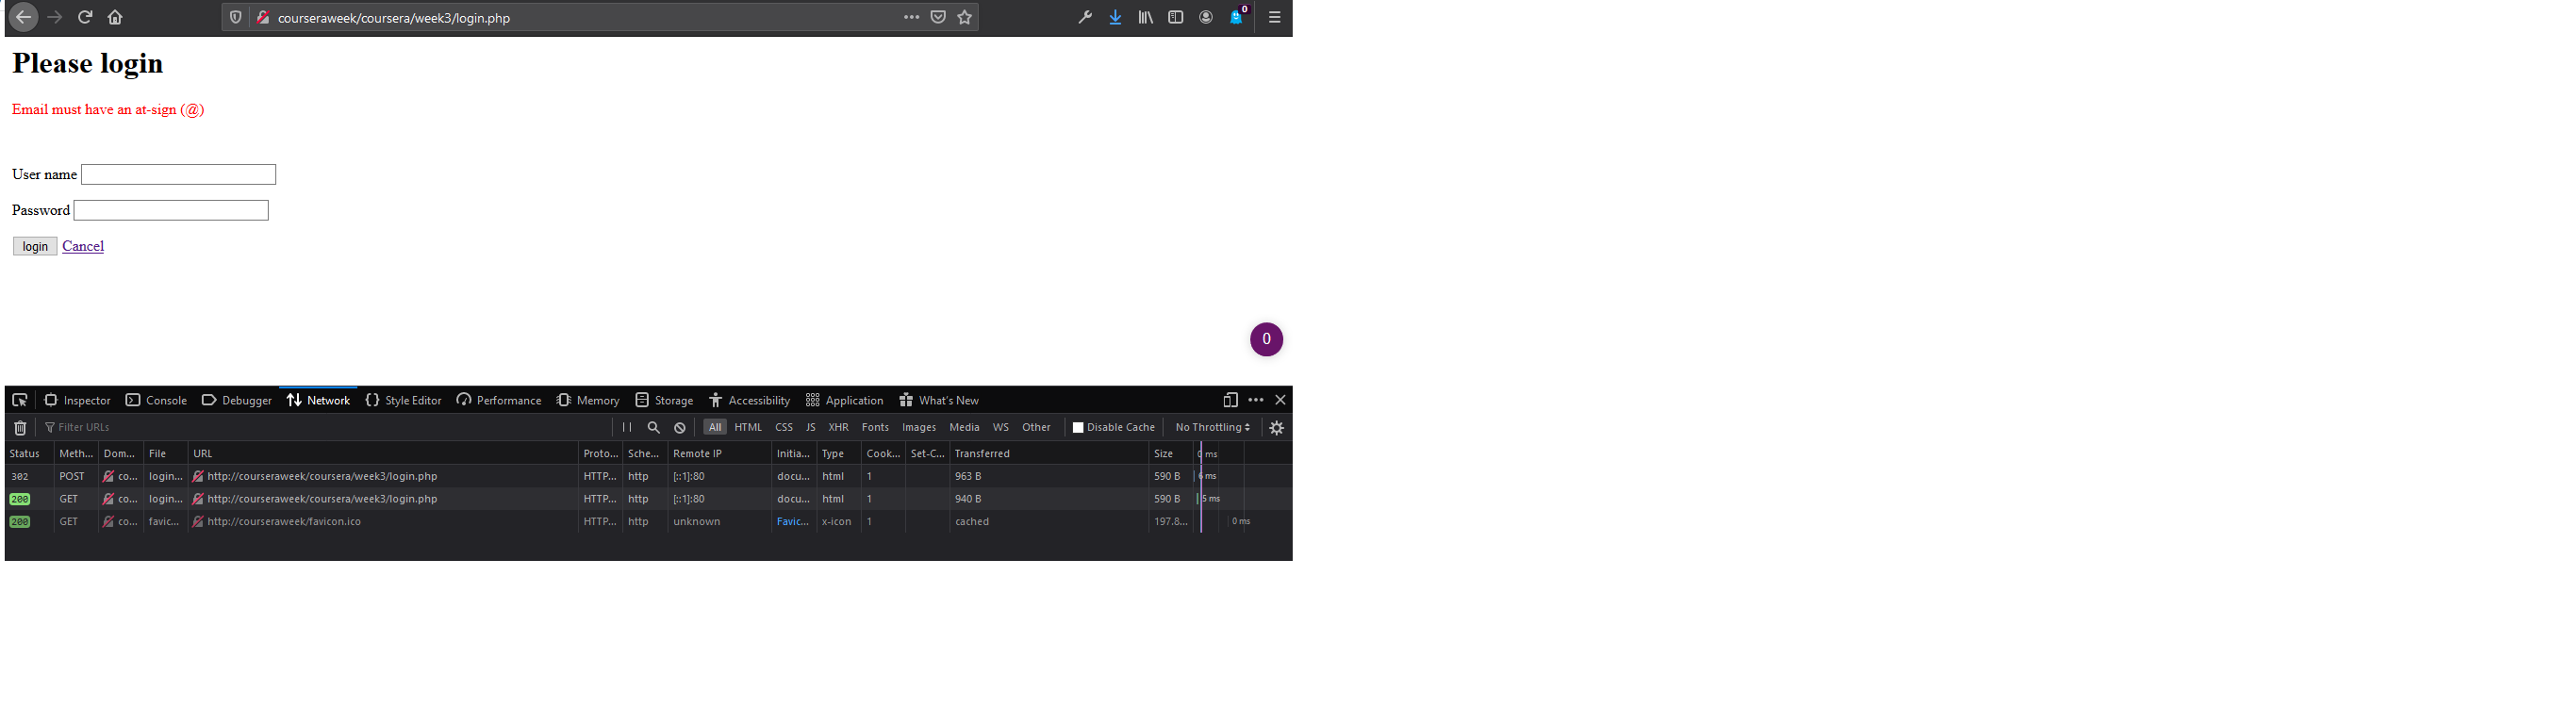 courseraweek/coursera/week3/login.php
0
Please login
Email must have an at-sign (@)
User name
Password
login Cancel
0
Inspector Console Debugger Network Style Editor Performance Memory Storage Accessibility Application What's New
Filter URLs All HTML CSS JS XHR Fonts Images Media WS Other Disable Cache No Throttling
Status Meth... Dom... File URL Proto... Sche... Remote IP Initia... Type Cook... Set-C... Transferred Size 0 ms
302 POST co... login... http://courseraweek/coursera/week3/login.php HTTP... http [::1]:80 docu... html 1 963 B 590 B 6 ms
200 GET co... login... http://courseraweek/coursera/week3/login.php HTTP... http [::1]:80 docu... html 1 940 B 590 B 5 ms
200 GET co... favic... http://courseraweek/favicon.ico HTTP... http unknown Favic... x-icon 1 cached 197.8... 0 ms